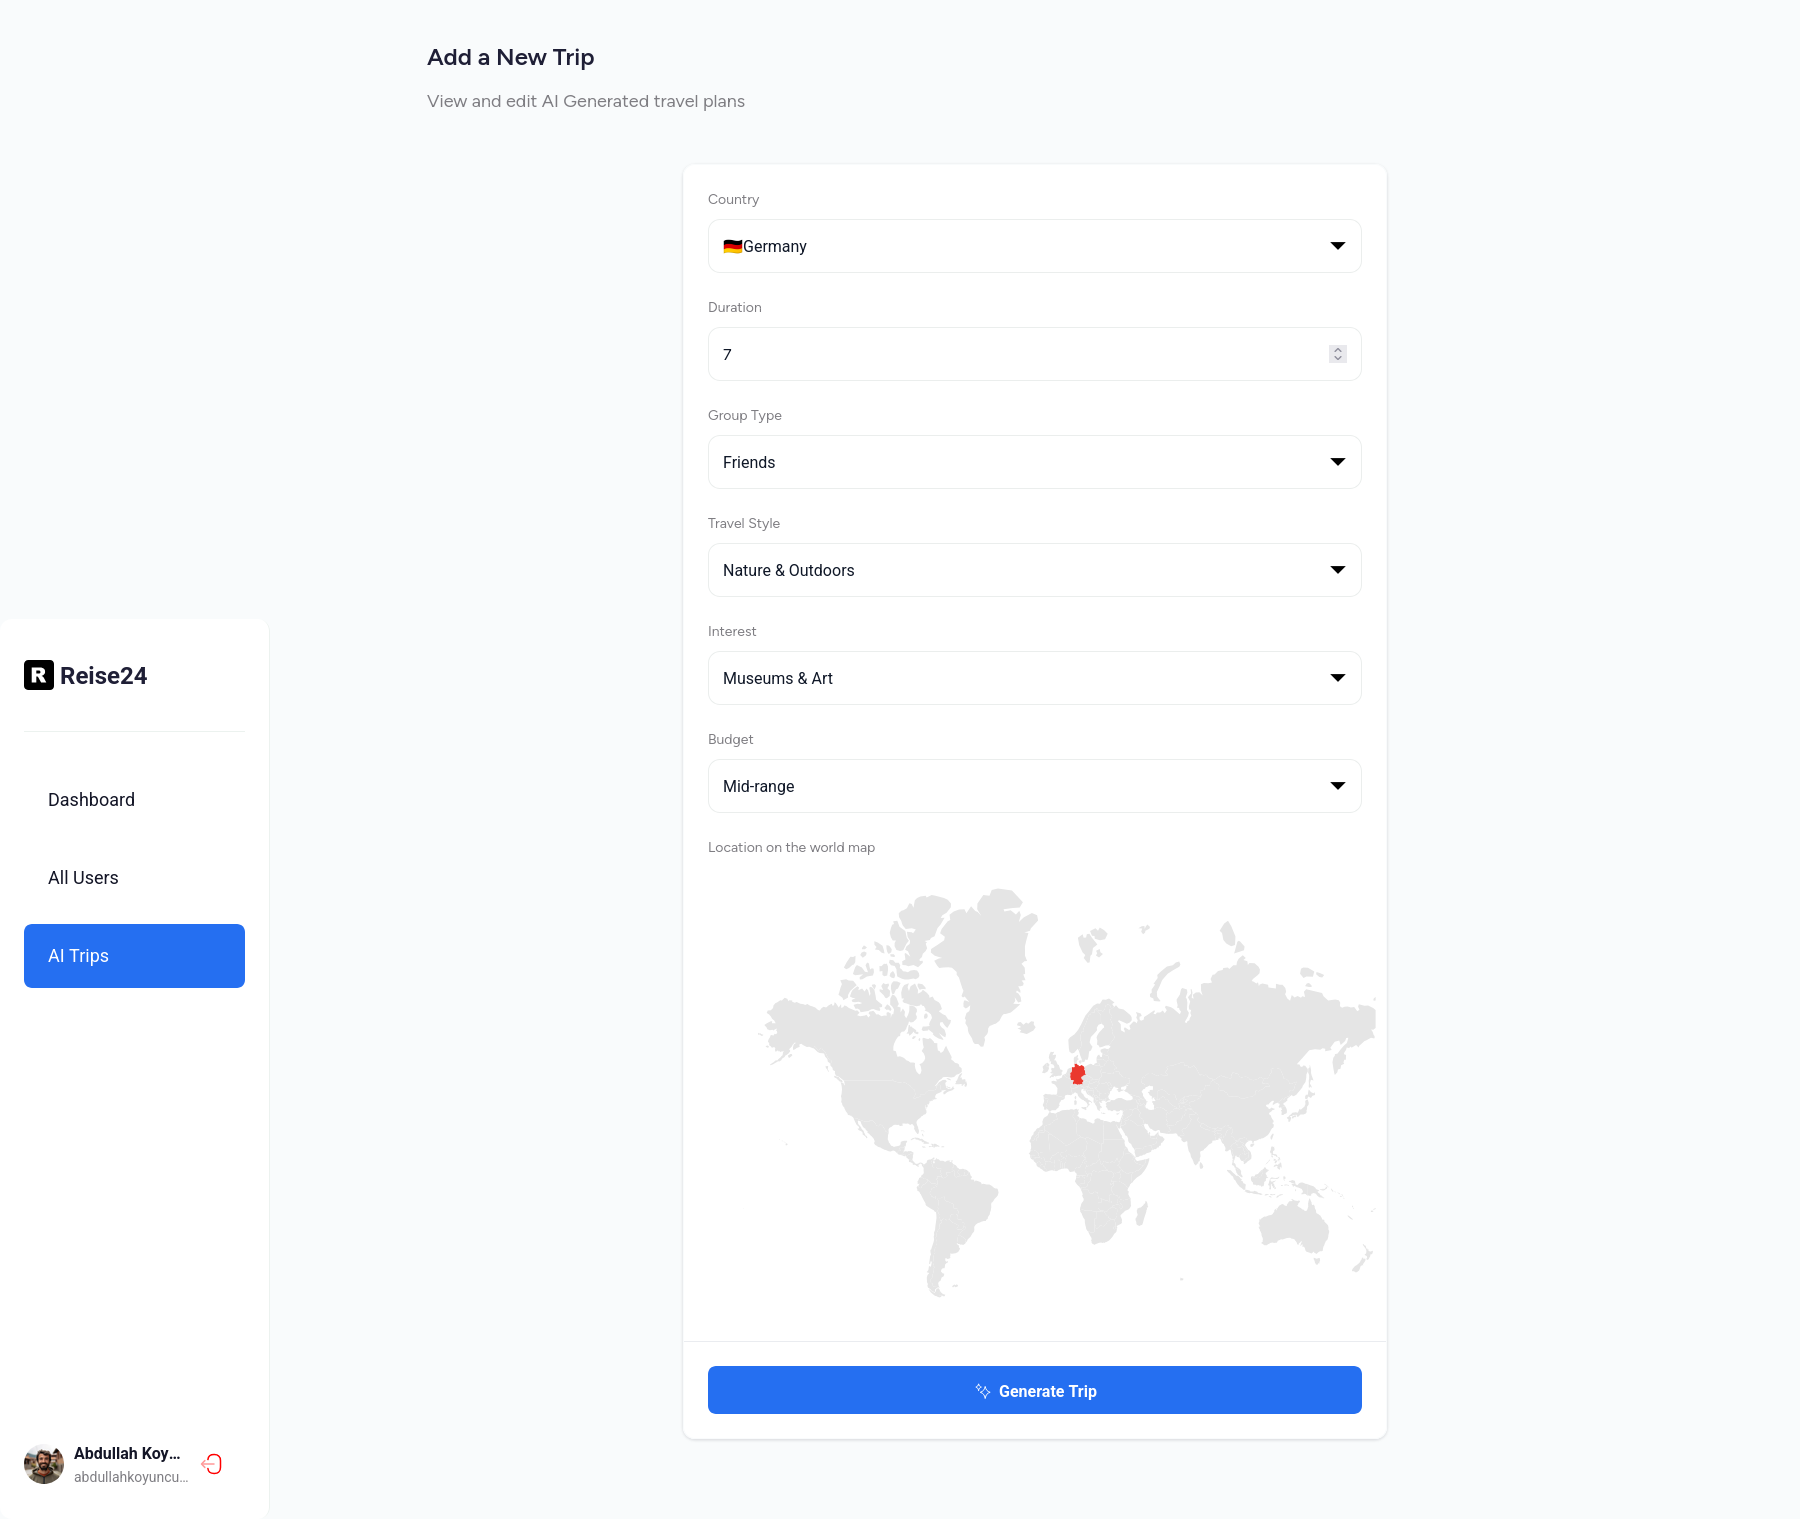 Add a New Trip
View and edit AI Generated travel plans
Country
🇩🇪Germany
Duration
7
Group Type
Friends
Travel Style
Nature & Outdoors
Interest
Museums & Art
Budget
Mid-range
Location on the world map
Generate Trip
R Reise24
Dashboard
All Users
AI Trips
Abdullah Koy...
abdullahkoyuncu...